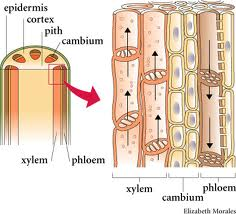 epidermis
cortex
pith
cambium
xylem
phloem
xylem
cambium
phloem
Elizabeth Morales